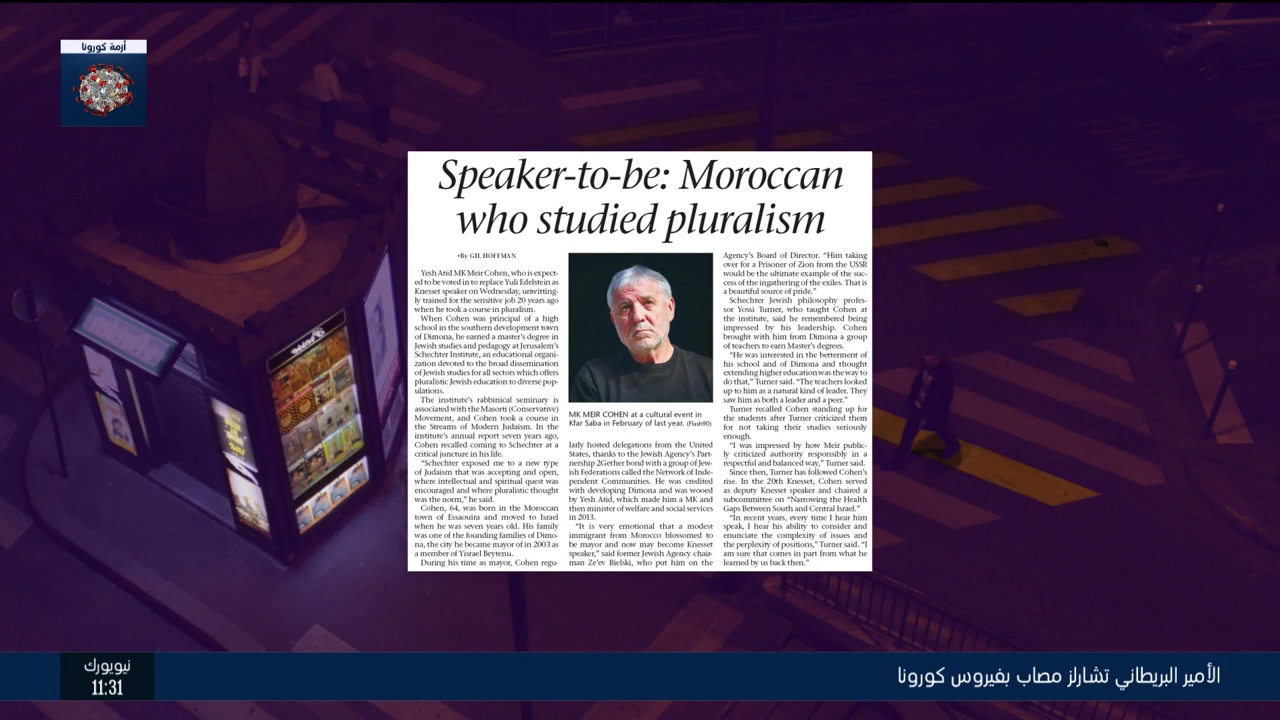 أزمة كورونا
Speaker-to-be: Moroccan
who studied pluralism
•By GIL HOFFMAN
Yesh Atid MK Meir Cohen, who is expect-
ed to be voted in to replace Yuli Edelstein as
Knesset speaker on Wednesday, unwitting-
ly trained for the sensitive job 20 years ago
when he took a course in pluralism.
When Cohen was principal of a high
school in the southern development town
of Dimona, he earned a master's degree in
Jewish studies and pedagogy at Jerusalem's
Schechter Institute, an educational organi-
zation devoted to the broad dissemination
of Jewish studies for all sectors which offers
pluralistic Jewish education to diverse pop-
ulations.
The institute's rabbinical seminary is
associated with the Masorti (Conservative)
Movement, and Cohen took a course in
the Streams of Modern Judaism. In the
institute's annual report seven years ago,
Cohen recalled coming to Schechter at a
critical juncture in his life.
"Schechter exposed me to a new type
of Judaism that was accepting and open,
where intellectual and spiritual quest was
encouraged and where pluralistic thought
was the norm," he said.
Cohen, 64, was born in the Moroccan
town of Essaouira and moved to Israel
when he was seven years old. His family
was one of the founding families of Dimo-
na, the city he became mayor of in 2003 as
a member of Yisrael Beytenu.
During his time as mayor, Cohen regu-
MK MEIR COHEN at a cultural event in
Kfar Saba in February of last year. (Flash90)
larly hosted delegations from the United
States, thanks to the Jewish Agency's Part-
nership 2Gether bond with a group of Jew-
ish Federations called the Network of Inde-
pendent Communities. He was credited
with developing Dimona and was wooed
by Yesh Atid, which made him a MK and
then minister of welfare and social services
in 2013.
"It is very emotional that a modest
immigrant from Morocco blossomed to
be mayor and now may become Knesset
speaker," said former Jewish Agency chair-
man Ze'ev Bielski, who put him on the
Agency's Board of Director. "Him taking
over for a Prisoner of Zion from the USSR
would be the ultimate example of the suc-
cess of the ingathering of the exiles. That is
a beautiful source of pride."
Schechter Jewish philosophy profes-
sor Yossi Turner, who taught Cohen at
the institute, said he remembered being
impressed by his leadership. Cohen
brought with him from Dimona a group
of teachers to earn Master's degrees.
"He was interested in the betterment of
his school and of Dimona and thought
extending higher education was the way to
do that," Turner said. "The teachers looked
up to him as a natural kind of leader. They
saw him as both a leader and a peer."
Turner recalled Cohen standing up for
the students after Turner criticized them
for not taking their studies seriously
enough.
"I was impressed by how Meir public-
ly criticized authority responsibly in a
respectful and balanced way," Turner said.
Since then, Turner has followed Cohen's
rise. In the 20th Knesset, Cohen served
as deputy Knesset speaker and chaired a
subcommittee on "Narrowing the Health
Gaps Between South and Central Israel."
"In recent years, every time I hear him
speak, I hear his ability to consider and
enunciate the complexity of issues and
the perplexity of positions," Turner said. "I
am sure that comes in part from what he
learned by us back then."
الأمير البريطاني تشارلز مصاب بفيروس كورونا
نيويورك
11:31